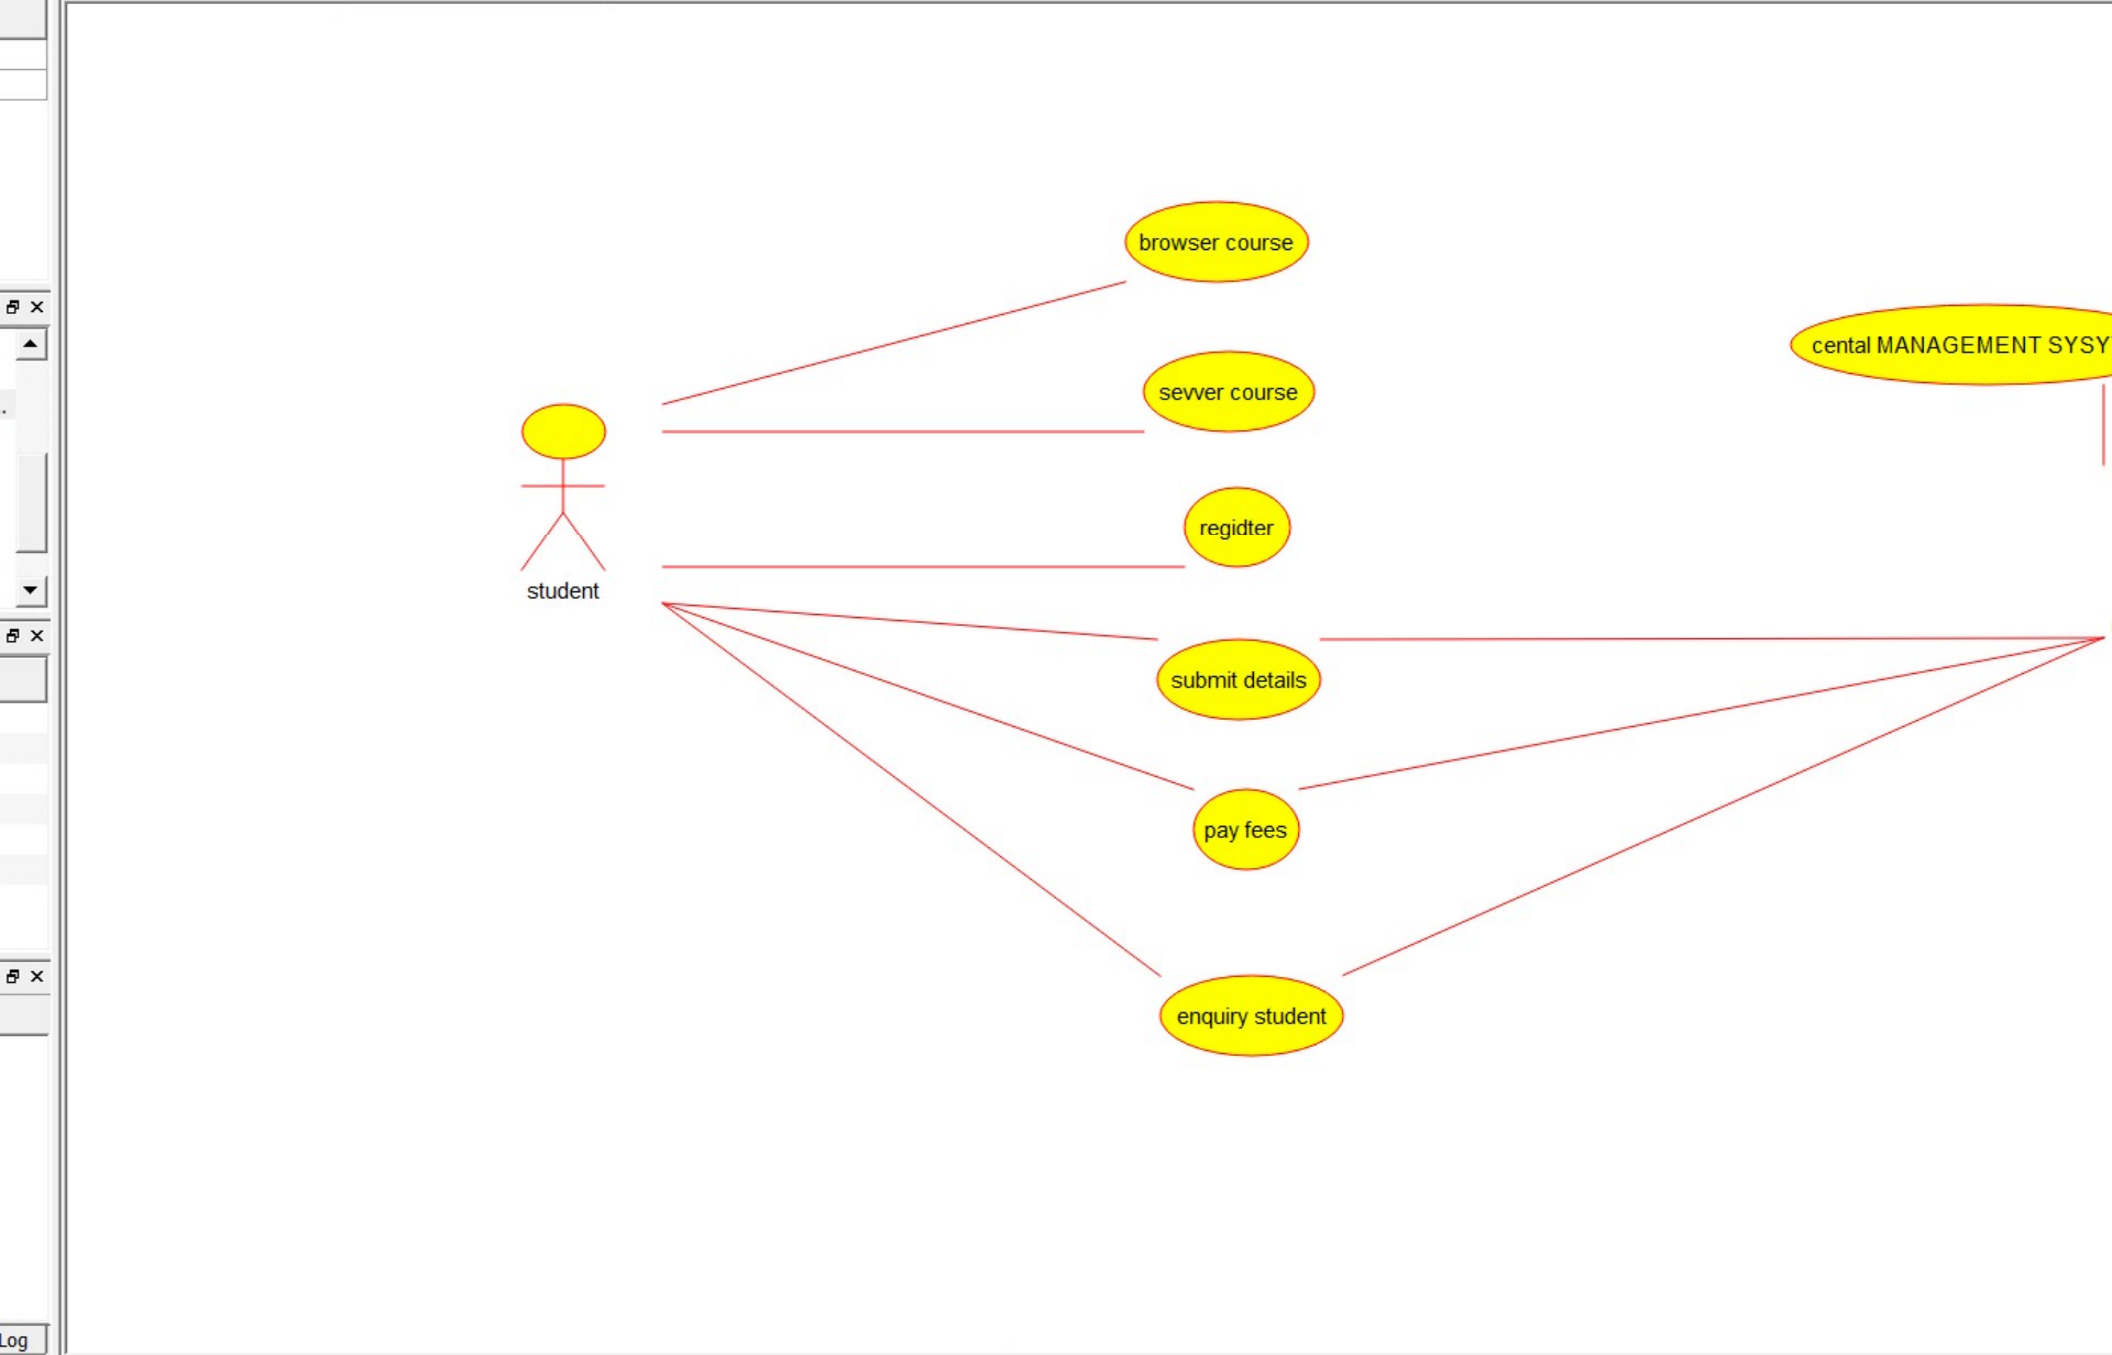 browser course
cental MANAGEMENT SYSY
sevver course
regidter
student
submit details
pay fees
enquiry student
Log